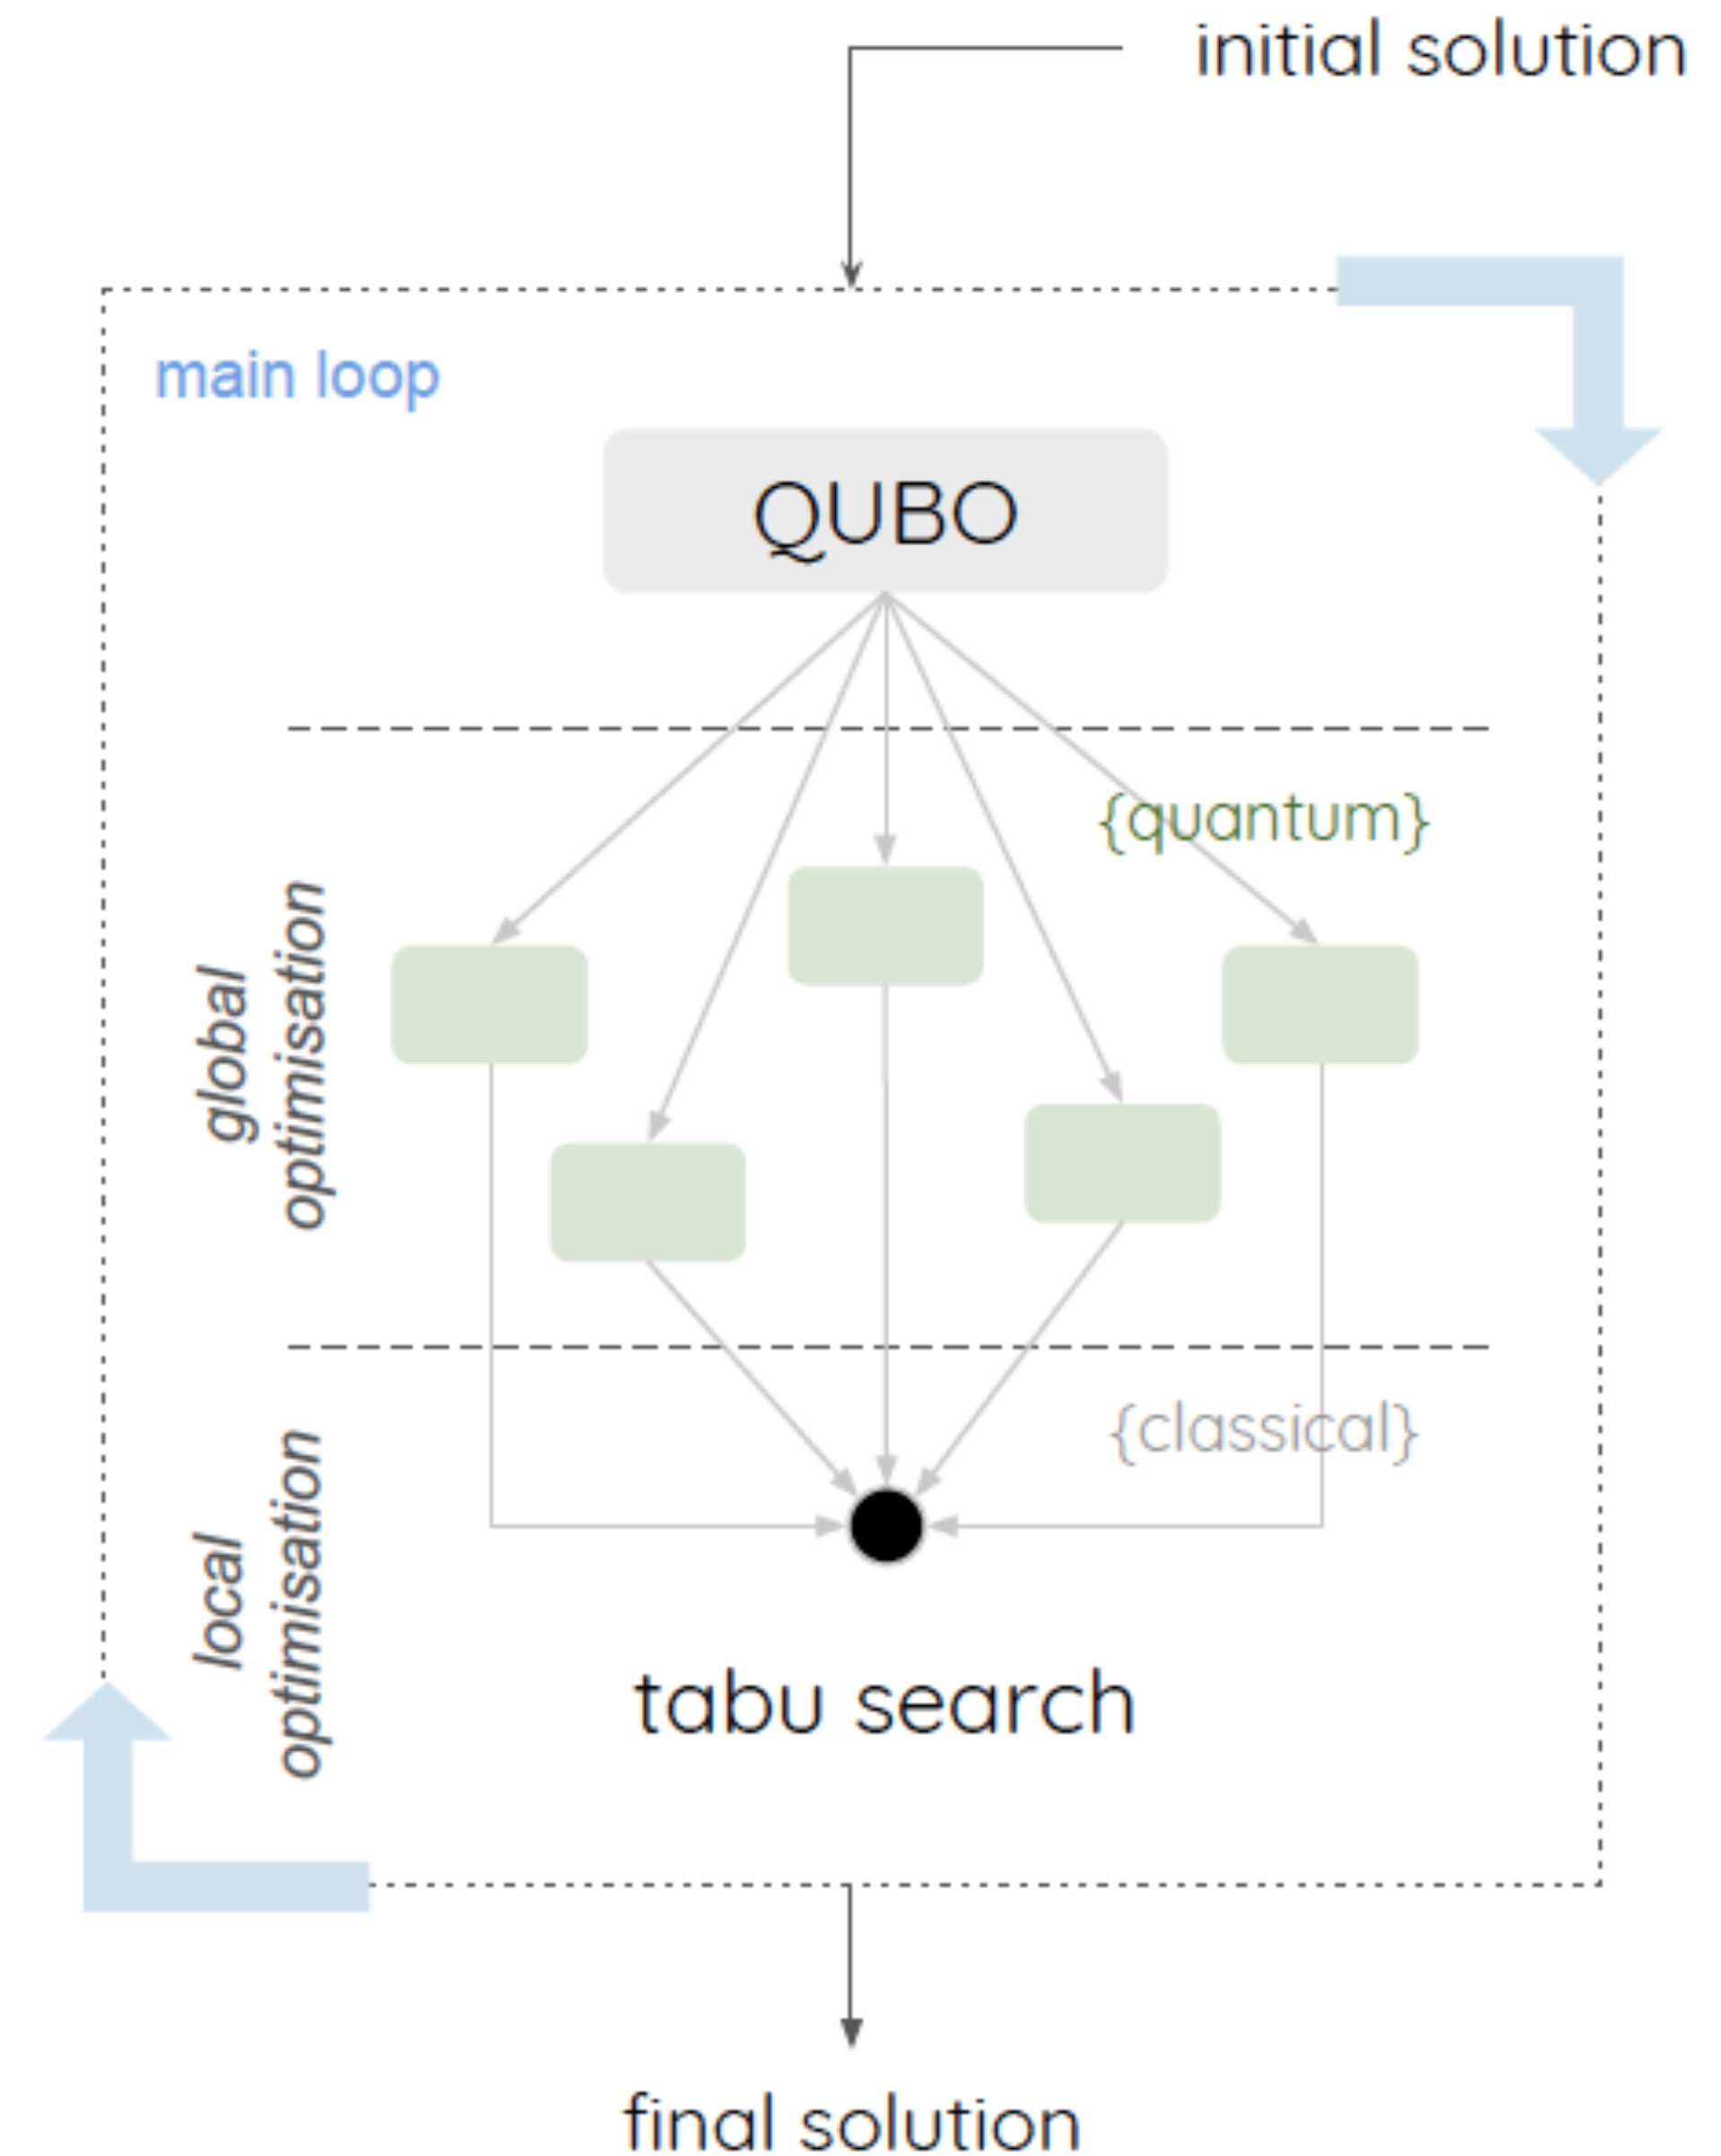 initial solution
main loop
QUBO
{quantum}
global
optimisation
{classical}
local
optimisation
tabu search
final solution